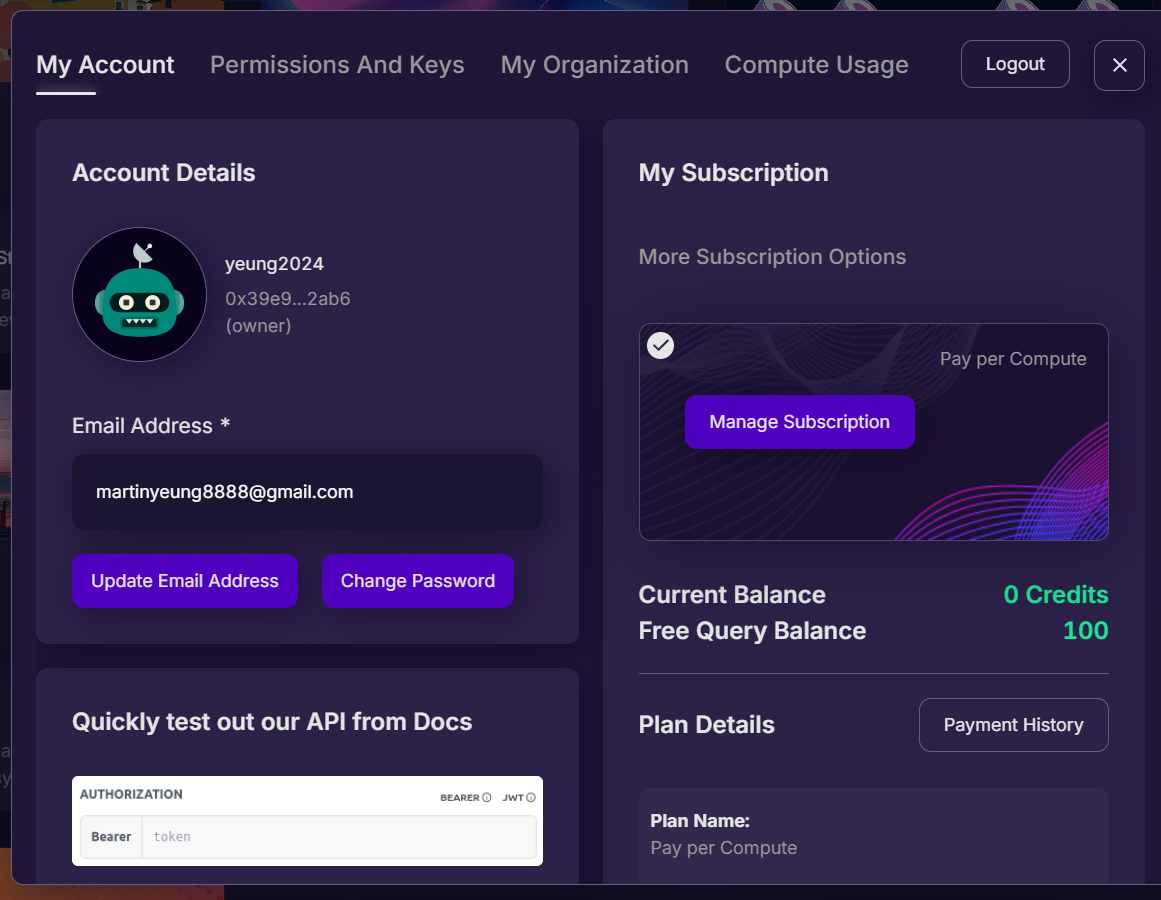 My Account
Permissions And Keys
My Organization
Compute Usage
Logout
Account Details
yeung2024
0x39e9...2ab6
(owner)
Email Address *
martinyeung8888@gmail.com
Update Email Address
Change Password
Quickly test out our API from Docs
AUTHORIZATION
BEARER
JWT
Bearer
token
My Subscription
More Subscription Options
Pay per Compute
Manage Subscription
Current Balance
0 Credits
Free Query Balance
100
Plan Details
Payment History
Plan Name:
Pay per Compute